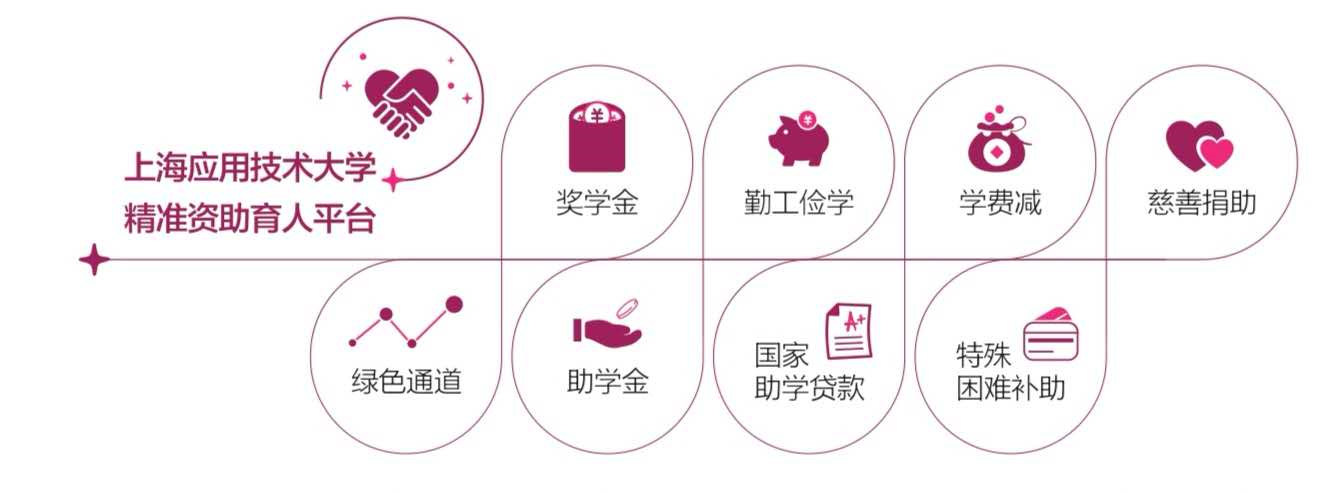 上海应用技术大学
精准资助育人平台
奖学金
勤工俭学
学费减
慈善捐助
绿色通道
助学金
国家
助学贷款
特殊
困难补助
¥
¥
A+